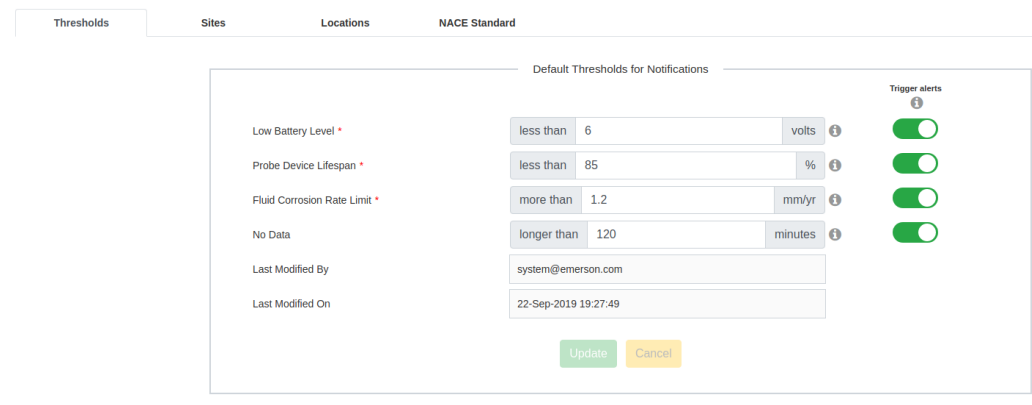 Thresholds Sites Locations NACE Standard
Default Thresholds for Notifications
Trigger alerts
Low Battery Level * less than 6 volts
Probe Device Lifespan * less than 85 %
Fluid Corrosion Rate Limit * more than 1.2 mm/yr
No Data longer than 120 minutes
Last Modified By system@emerson.com
Last Modified On 22-Sep-2019 19:27:49
Update Cancel